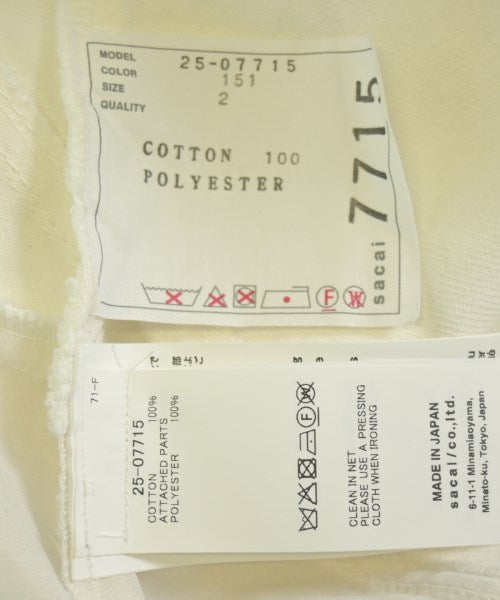 MODEL 25-07715
COLOR 151
SIZE 2
QUALITY
COTTON 100
POLYESTER
sacai 7715
F
W
71-F
25-07715
COTTON 100%
ATTACHED PARTS
POLYESTER 100%
F
W
CLEAN IN NET
PLEASE USE A PRESSING
CLOTH WHEN IRONING
MADE IN JAPAN
sacai/co.,ltd.
6-11-1 Minamiaoyama,
Minato-ku, Tokyo, Japan